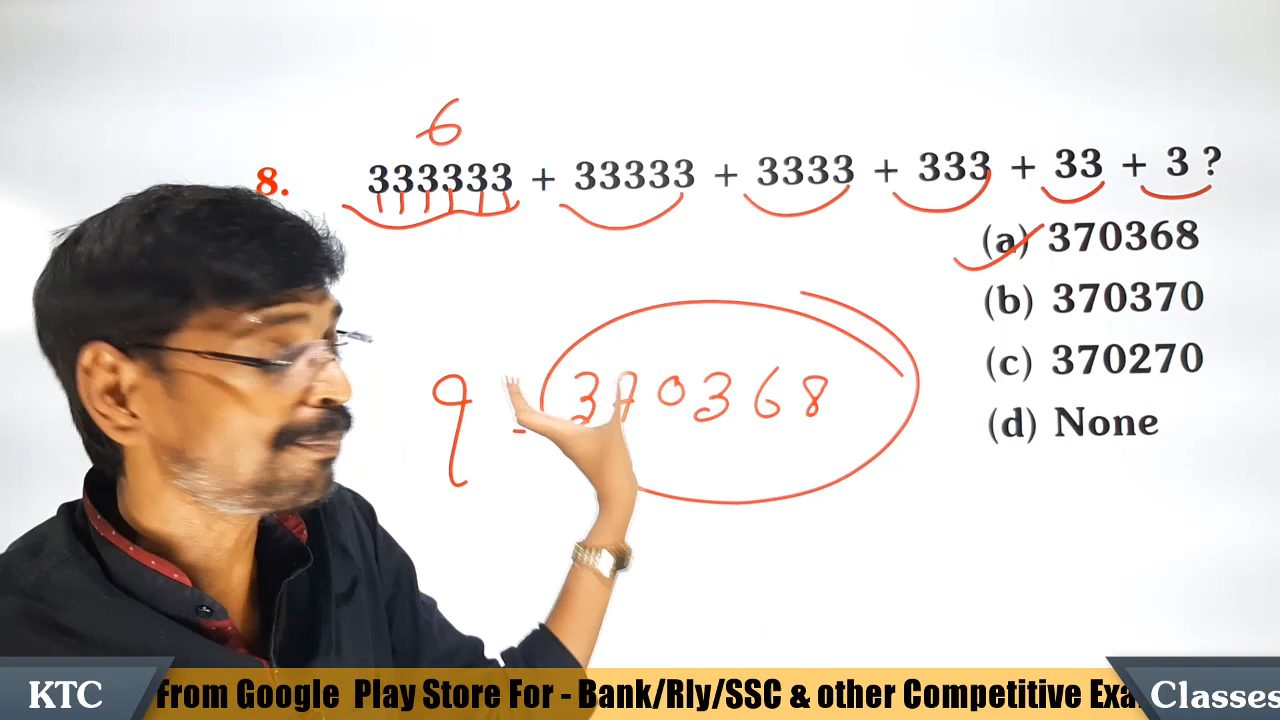 6
8. 333333 + 33333 + 3333 + 333 + 33 + 3 ?
(a) 370368
(b) 370370
(c) 370270
(d) None
9 370368
KTC
From Google Play Store For - Bank/Rly/SSC & other Competitive Exa
Classes